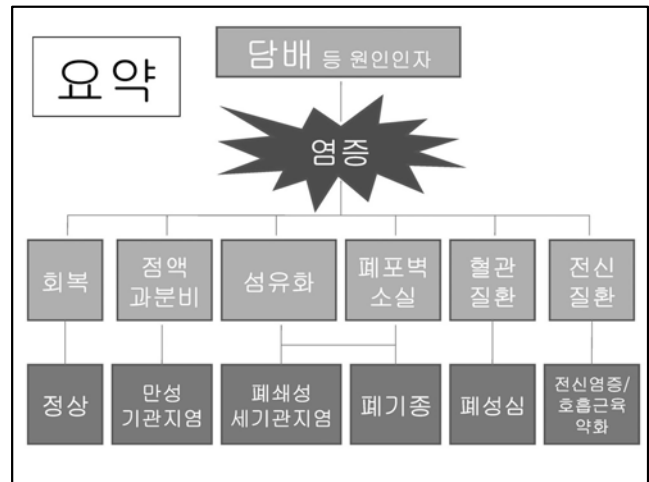 요약
담배 등 원인인자
염증
회복
점액
과분비
섬유화
폐포벽
소실
혈관
질환
전신
질환
정상
만성
기관지염
폐쇄성
세기관지염
폐기종
폐성심
전신염증/
호흡근육
약화